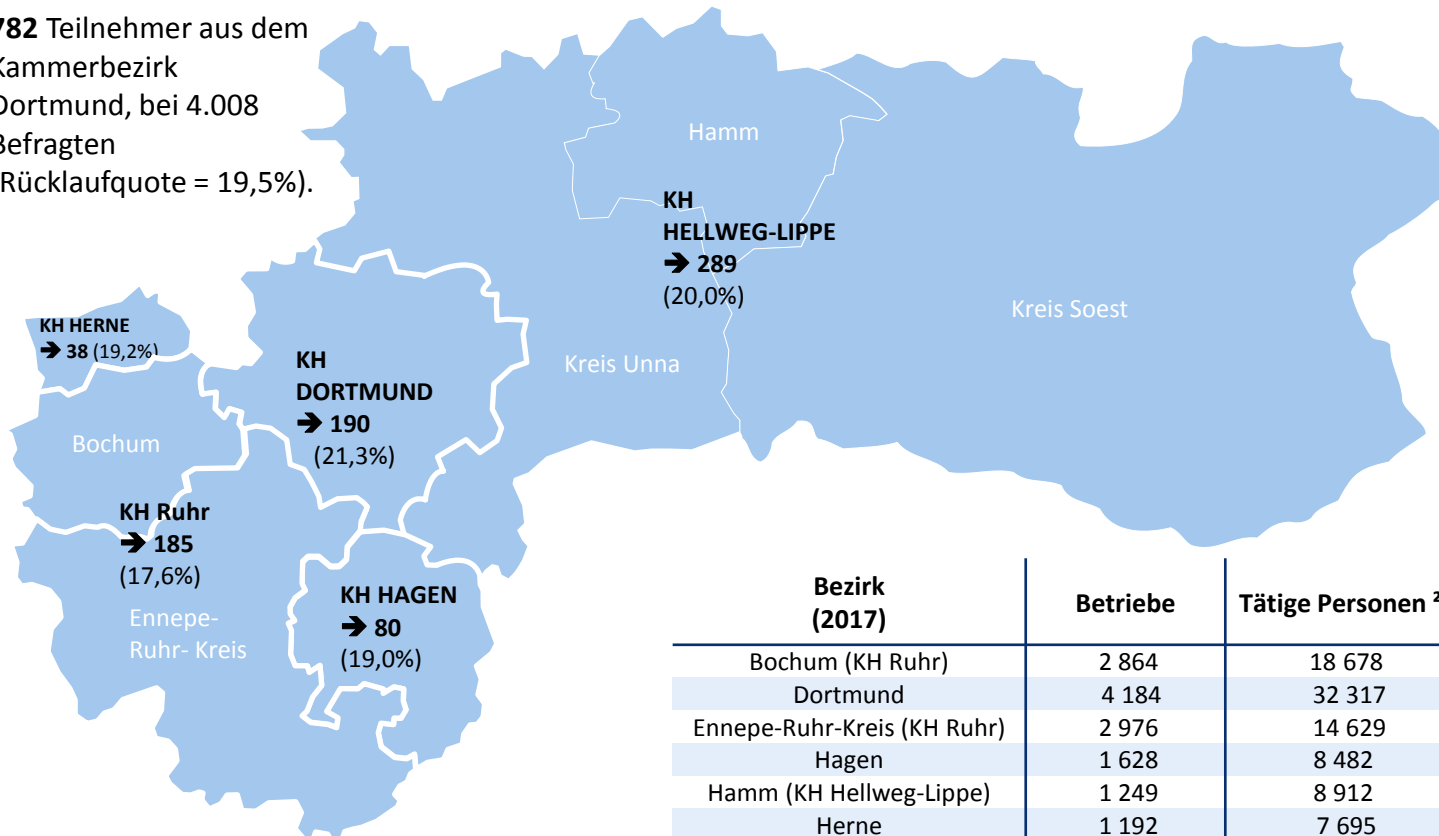 782 Teilnehmer aus dem
Kammerbezirk
Dortmund, bei 4.008
Befragten
(Rücklaufquote = 19,5%).
Hamm
KH
HELLWEG-LIPPE
➔ 289
(20,0%)
Kreis Soest
Kreis Unna
KH HERNE
➔ 38 (19,2%)
KH
DORTMUND
➔ 190
(21,3%)
Bochum
KH Ruhr
➔ 185
(17,6%)
Ennepe-
Ruhr- Kreis
KH HAGEN
➔ 80
(19,0%)
Bezirk (2017) Betriebe Tätige Personen ²
Bochum (KH Ruhr) 2 864 18 678
Dortmund 4 184 32 317
Ennepe-Ruhr-Kreis (KH Ruhr) 2 976 14 629
Hagen 1 628 8 482
Hamm (KH Hellweg-Lippe) 1 249 8 912
Herne 1 192 7 695